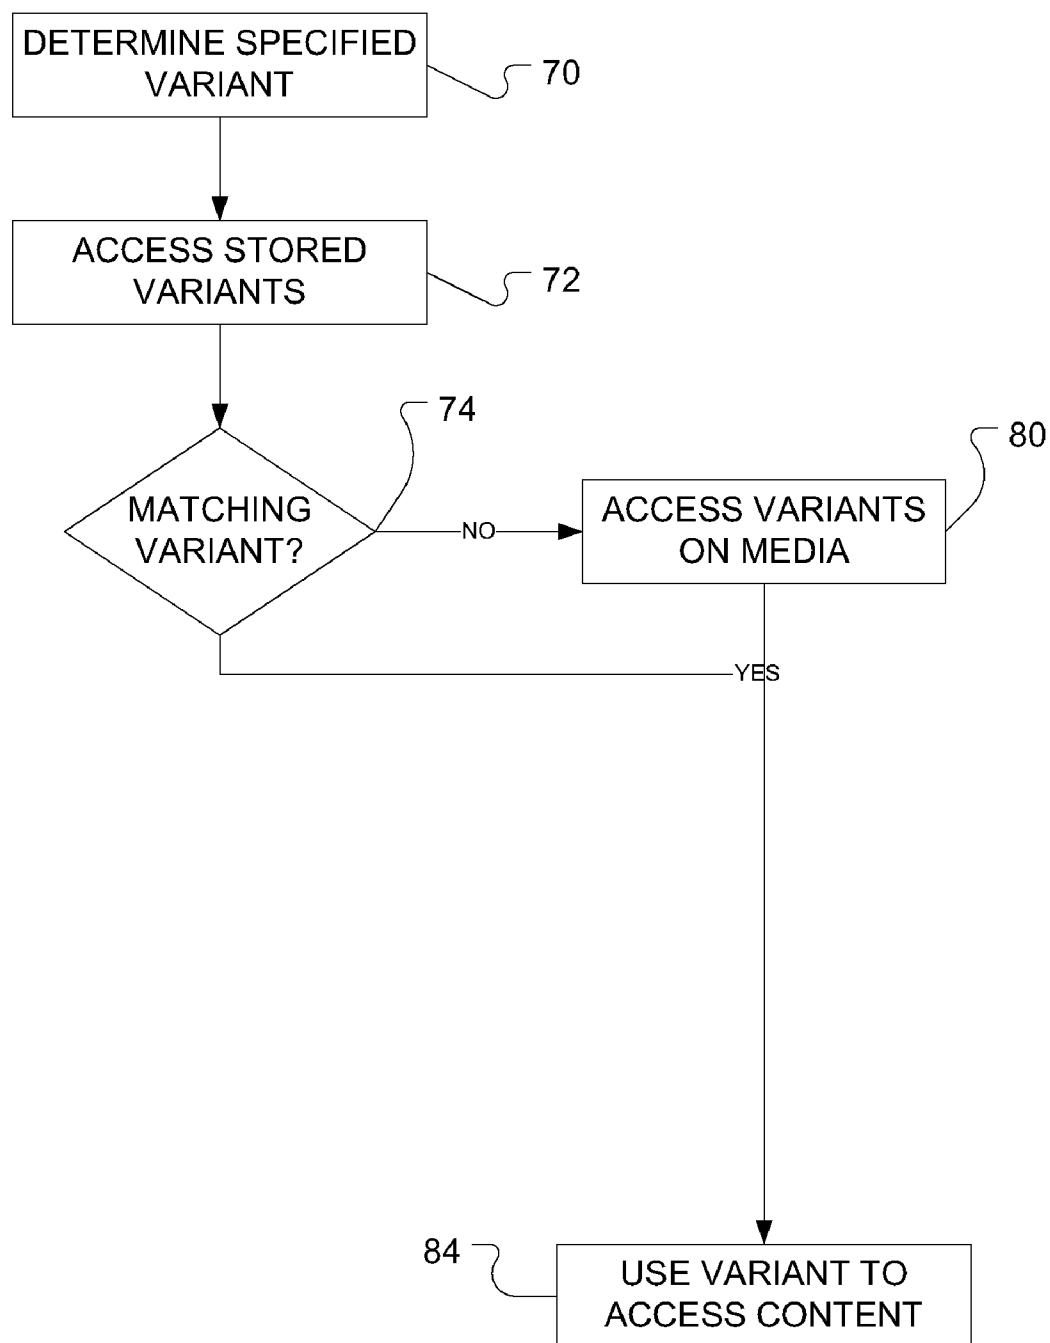 DETERMINE SPECIFIED
VARIANT
70
ACCESS STORED
VARIANTS
72
74
MATCHING
VARIANT?
NO
80
ACCESS VARIANTS
ON MEDIA
YES
84
USE VARIANT TO
ACCESS CONTENT